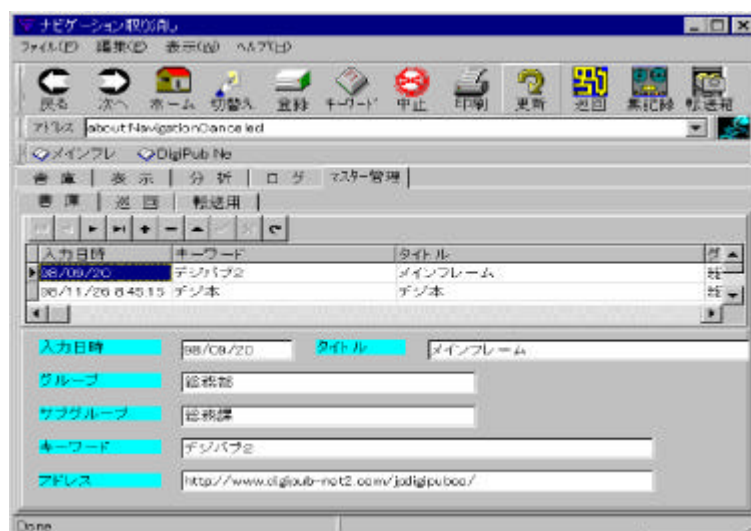 ナビゲーション取り消し
ファイル(F) 編集(E) 表示(W) ヘルプ(H)
戻る 次へ ホーム 切替え 登録 キーワード 中止 印刷 更新 巡回 集記録 転送箱
アドレス about:NavigationCanceled
メインフレ DigiPub Ne
書庫 表示 分析 ログ マスター管理
書庫 巡回 転送用
入力日時 キーワード タイトル グ
98/09/20 デジパブ2 メインフレーム 総
98/11/26 8:45:15 デジ本 デジ本 総
入力日時 98/09/20 タイトル メインフレーム
グループ 総務部
サブグループ 総務課
キーワード デジパブ2
アドレス http://www.digipub-net2.com/jpdigipubco/
Done